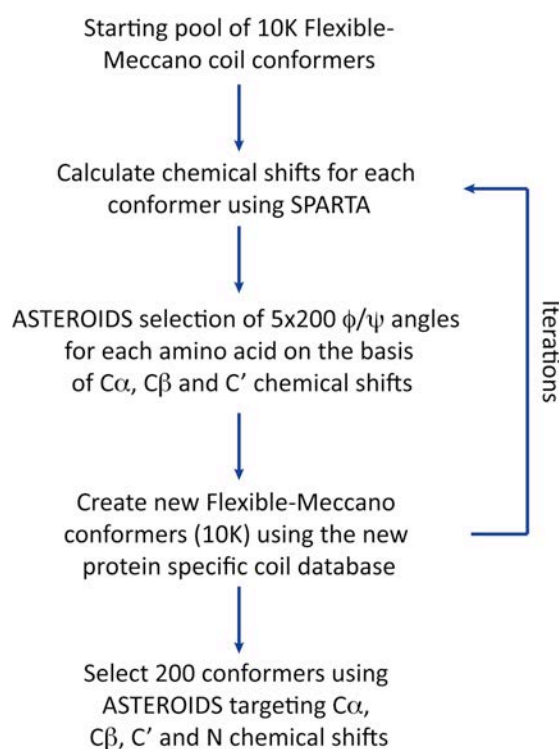 Starting pool of 10K Flexible-
Meccano coil conformers
Calculate chemical shifts for each
conformer using SPARTA
ASTEROIDS selection of 5x200 ϕ/ψ angles
for each amino acid on the basis
of Cα, Cβ and C’ chemical shifts
Create new Flexible-Meccano
conformers (10K) using the new
protein specific coil database
Iterations
Select 200 conformers using
ASTEROIDS targeting Cα,
Cβ, C’ and N chemical shifts